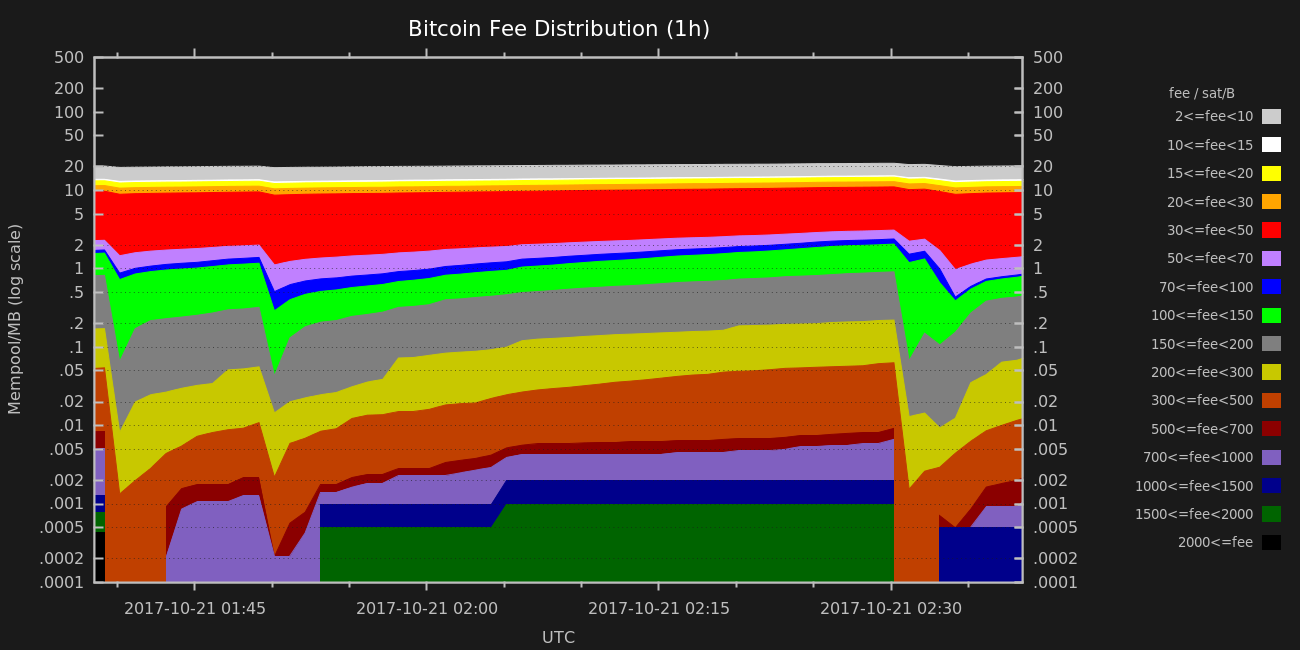 Bitcoin Fee Distribution (1h)
500 500
200 200
100 100
50 50
20 20
10 10
5 5
2 2
1 1
.5 .5
.2 .2
.1 .1
.05 .05
.02 .02
.01 .01
.005 .005
.002 .002
.001 .001
.0005 .0005
.0002 .0002
.0001 .0001
Mempool/MB (log scale)
2017-10-21 01:45 2017-10-21 02:00 2017-10-21 02:15 2017-10-21 02:30
UTC
fee / sat/B
2<=fee<10
10<=fee<15
15<=fee<20
20<=fee<30
30<=fee<50
50<=fee<70
70<=fee<100
100<=fee<150
150<=fee<200
200<=fee<300
300<=fee<500
500<=fee<700
700<=fee<1000
1000<=fee<1500
1500<=fee<2000
2000<=fee